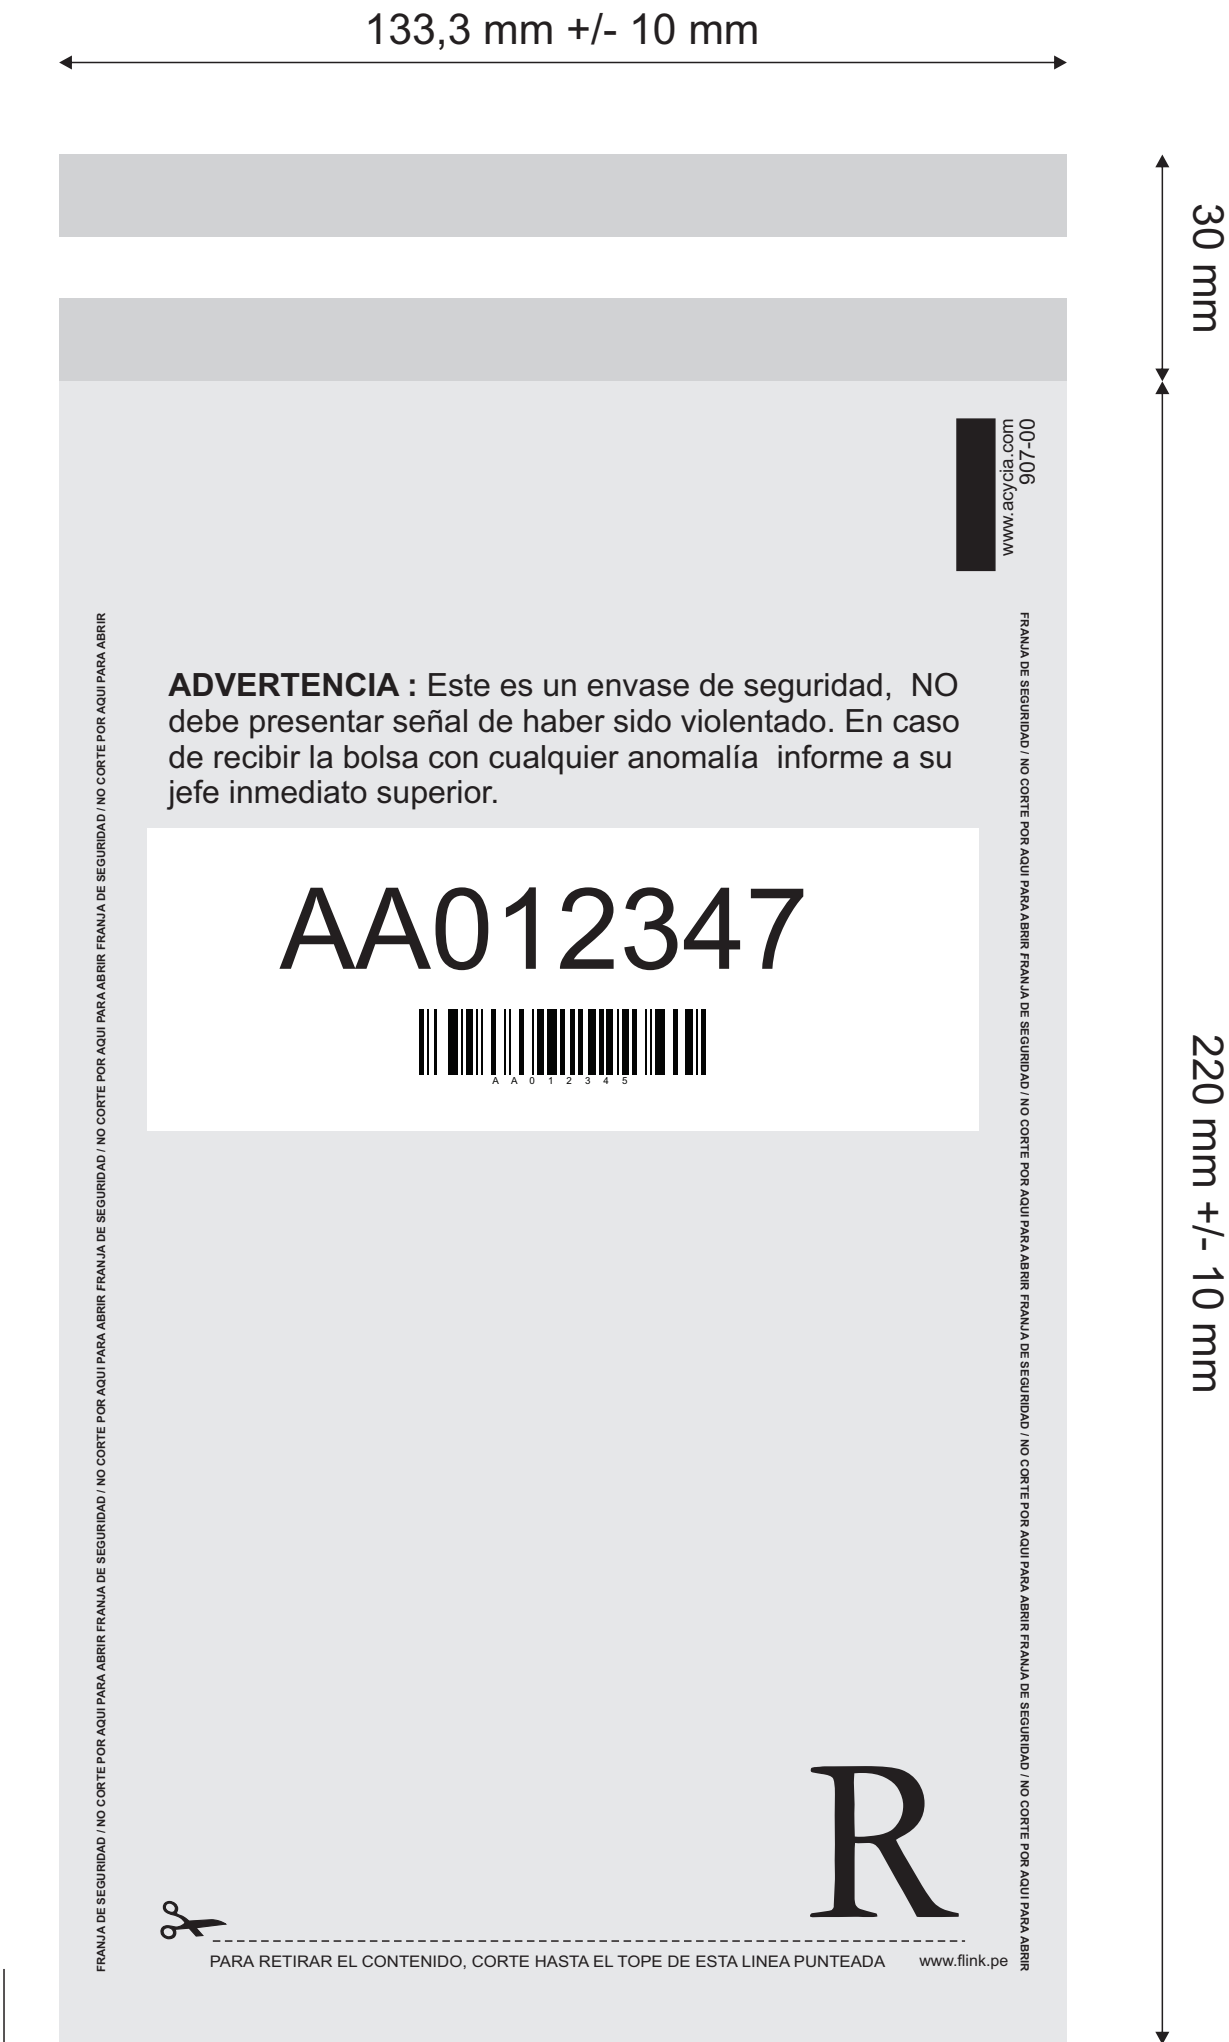 133,3 mm +/- 10 mm
30 mm
907-00
www.acycia.com
FRANJA DE SEGURIDAD / NO CORTE POR AQUI PARA ABRIR FRANJA DE SEGURIDAD / NO CORTE POR AQUI PARA ABRIR FRANJA DE SEGURIDAD / NO CORTE POR AQUI PARA ABRIR FRANJA DE SEGURIDAD / NO CORTE POR AQUI PARA ABRIR
ADVERTENCIA : Este es un envase de seguridad, NO
debe presentar señal de haber sido violentado. En caso
de recibir la bolsa con cualquier anomalía informe a su
jefe inmediato superior.
AA012347
AA012345
FRANJA DE SEGURIDAD / NO CORTE POR AQUI PARA ABRIR FRANJA DE SEGURIDAD / NO CORTE POR AQUI PARA ABRIR FRANJA DE SEGURIDAD / NO CORTE POR AQUI PARA ABRIR FRANJA DE SEGURIDAD / NO CORTE POR AQUI PARA ABRIR
220 mm +/- 10 mm
R
PARA RETIRAR EL CONTENIDO, CORTE HASTA EL TOPE DE ESTA LINEA PUNTEADA www.flink.pe